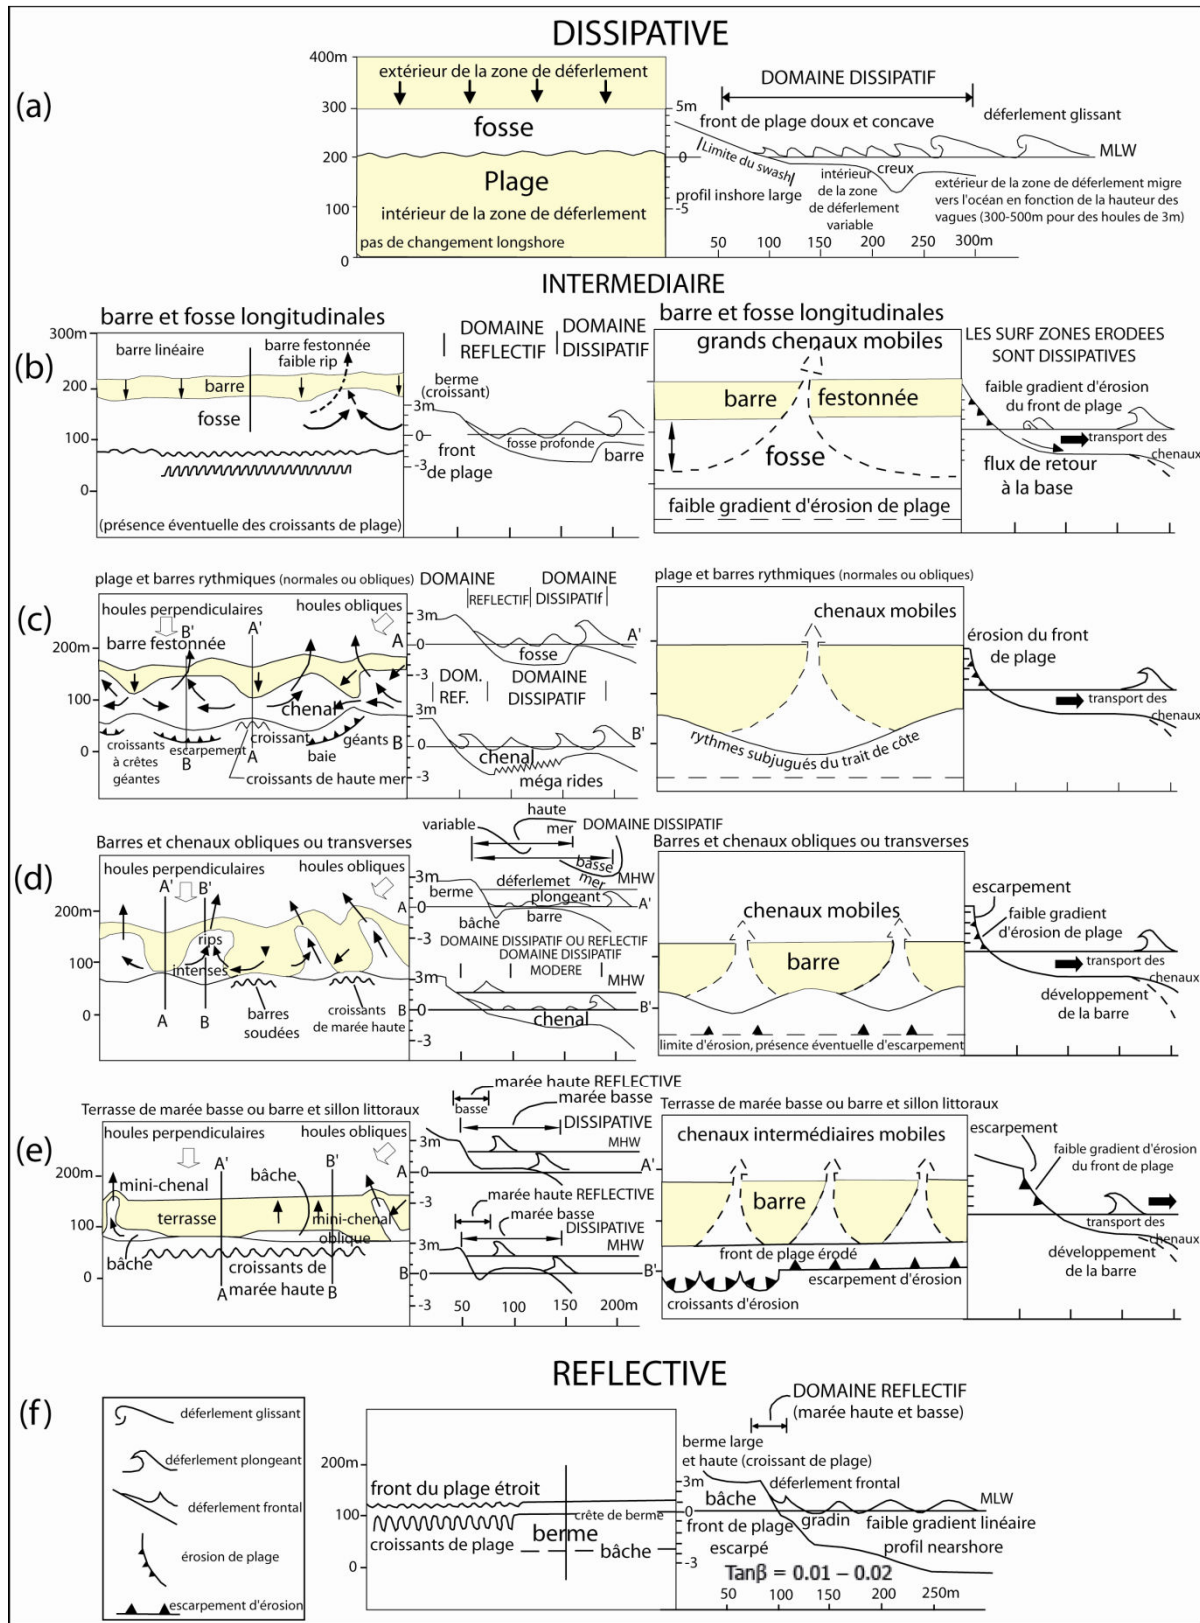 DISSIPATIVE
(a)
400m
300
200
100
0
extérieur de la zone de déferlement
fosse
Plage
intérieur de la zone de déferlement
pas de changement longshore
DOMAINE DISSIPATIF
5m
0
-5
front de plage doux et concave
déferlement glissant
MLW
Limite du swash
profil inshore large
intérieur
de la zone
de déferlement
variable
creux
extérieur de la zone de déferlement migre
vers l'océan en fonction de la hauteur des
vagues (300-500m pour des houles de 3m)
50 100 150 200 250 300m
INTERMEDIAIRE
(b)
barre et fosse longitudinales
300m
200
100
0
barre linéaire
barre festonnée
faible rip
barre
fosse
(présence éventuelle des croissants de plage)
DOMAINE
REFLECTIF
DOMAINE
DISSIPATIF
berme
(croissant)
3m
0
-3
fosse profonde
barre
front
de plage
barre et fosse longitudinales
grands chenaux mobiles
barre
festonnée
fosse
faible gradient d'érosion de plage
LES SURF ZONES ERODEES
SONT DISSIPATIVES
faible gradient d'érosion
du front de plage
transport des
chenaux
flux de retour
à la base
(c)
plage et barres rythmiques (normales ou obliques)
houles perpendiculaires
houles obliques
B'
A'
A
barre festonnée
200m
100
0
chenal
croissants
à crêtes
géantes
escarpement
B
croissant
A
baie
géants
B
croissants de haute mer
DOMAINE
REFLECTIF
DOMAINE
DISSIPATIf
3m
0
A'
fosse
-3
DOM.
REF.
DOMAINE
DISSIPATIF
3m
0
B'
-3
chenal
méga rides
plage et barres rythmiques (normales ou obliques)
chenaux mobiles
rythmes subjugués du trait de côte
érosion du front
de plage
transport des
chenaux
(d)
Barres et chenaux obliques ou transverses
houles perpendiculaires
houles obliques
A'
B'
200m
100
0
rips
intenses
A
B
barres
soudées
croissants
de marée haute
variable
haute
mer
DOMAINE DISSIPATIF
basse
mer
MHW
berme
déferlemet
plongeant
3m
A
0
A'
-3
bâche
barre
DOMAINE DISSIPATIF OU REFLECTIF
DOMAINE DISSIPATIF
MODERE
3m
MHW
B
0
B'
-3
chenal
Barres et chenaux obliques ou transverses
chenaux mobiles
barre
limite d'érosion, présence éventuelle d'escarpement
escarpement
faible gradient
d'érosion de plage
transport des
chenaux
développement
de la barre
(e)
Terrasse de marée basse ou barre et sillon littoraux
houles perpendiculaires
houles obliques
A'
B'
bâche
200m
100
0
mini-chenal
terrasse
mini-chenal
oblique
bâche
croissants de
marée haute
A
B
marée haute REFLECTIVE
basse
marée basse
DISSIPATIVE
3m
MHW
A
0
A'
-3
marée haute REFLECTIVE
marée basse
DISSIPATIVE
3m
MHW
B
0
B'
-3
50 100 150 200m
Terrasse de marée basse ou barre et sillon littoraux
chenaux intermédiaires mobiles
barre
front de plage érodé
escarpement d'érosion
croissants d'érosion
escarpement
faible gradient d'érosion
du front de plage
transport des
chenaux
développement
de la barre
REFLECTIVE
(f)
déferlement glissant
déferlement plongeant
déferlement frontal
érosion de plage
escarpement d'érosion
200m
100
0
front du plage étroit
croissants de plage
crête de berme
berme
bâche
DOMAINE REFLECTIF
(marée haute et basse)
berme large
et haute (croissant de plage)
3m
0
-3
déferlement frontal
bâche
MLW
front de plage
escarpé
gradin
faible gradient linéaire
profil nearshore
Tanβ = 0.01 – 0.02
50 100 150 200 250m